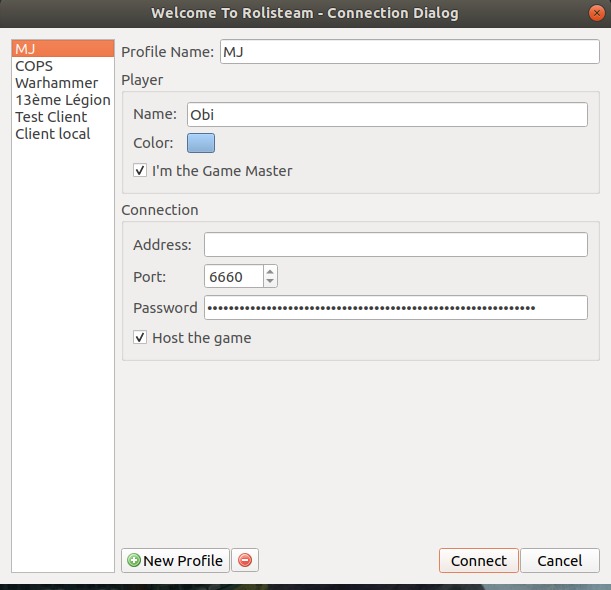 Welcome To Rolisteam - Connection Dialog
MJ
COPS
Warhammer
13ème Légion
Test Client
Client local
Profile Name: MJ
Player
Name: Obi
Color:
I'm the Game Master
Connection
Address:
Port: 6660
Password ••••••••••••••••••••••••••••••••••••••••••••••••••••••••••••••••
Host the game
New Profile
Connect
Cancel